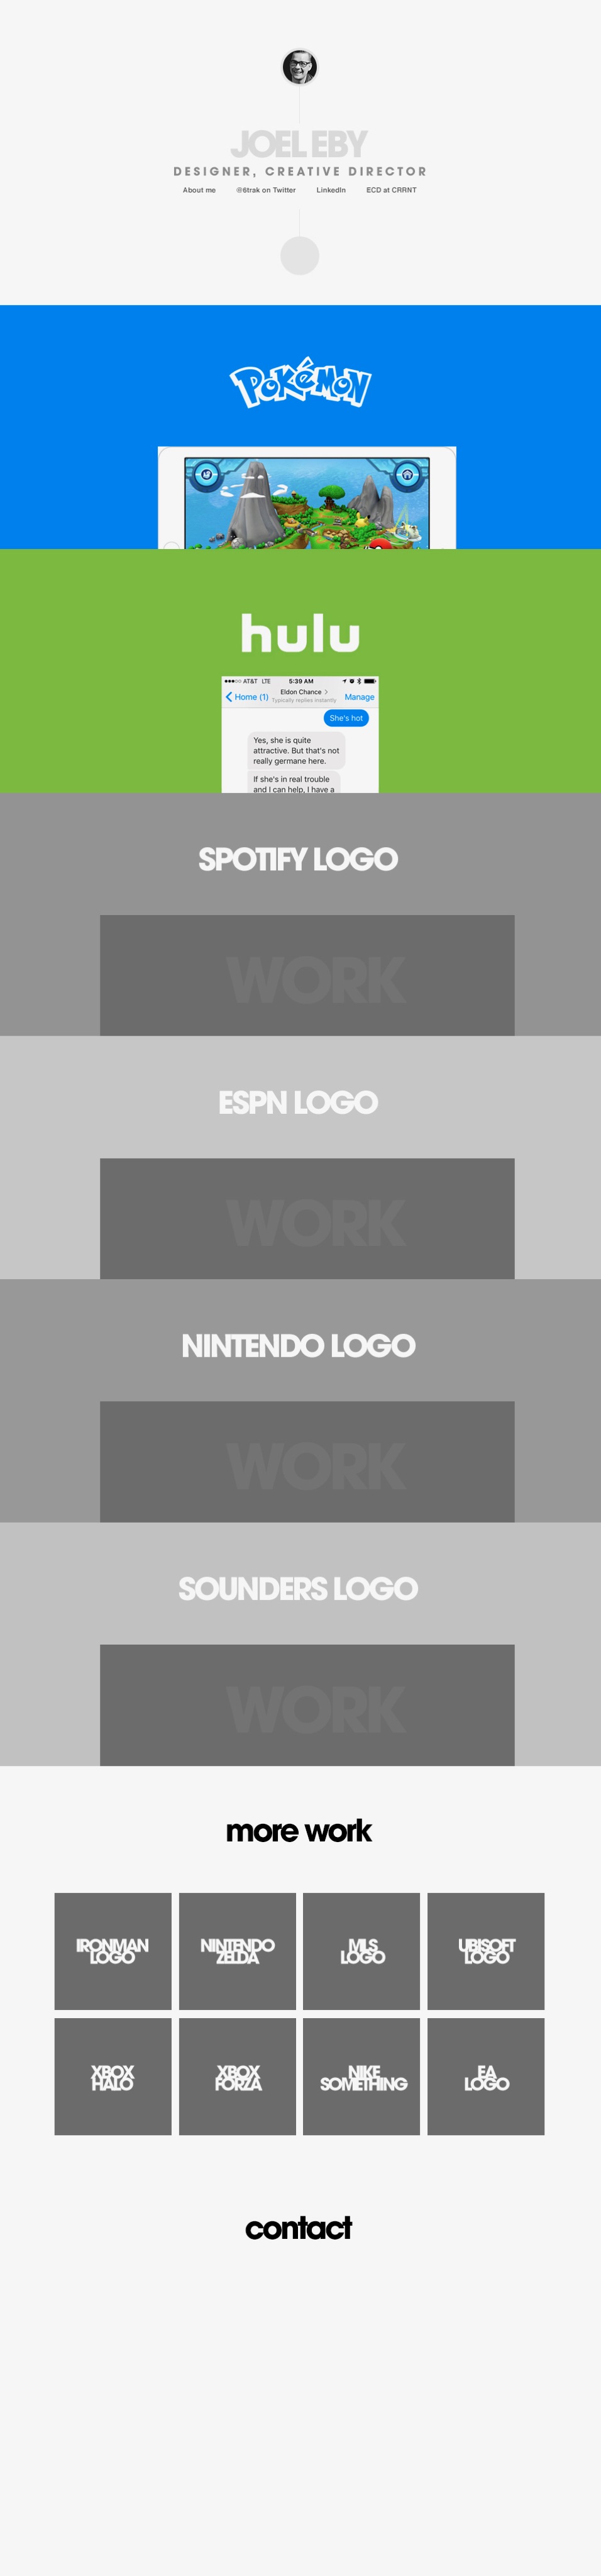 JOEL EBY
DESIGNER, CREATIVE DIRECTOR
About me @6trak on Twitter LinkedIn ECD at CRRNT
POKéMON
hulu
AT&T LTE 5:39 AM
Home (1) Eldon Chance Manage
Typically replies instantly
She's hot
Yes, she is quite
attractive. But that's not
really germane here.
If she's in real trouble
and I can help, I have a
SPOTIFY LOGO
WORK
ESPN LOGO
WORK
NINTENDO LOGO
WORK
SOUNDERS LOGO
WORK
more work
IRONMAN
LOGO
NINTENDO
ZELDA
MLS
LOGO
UBISOFT
LOGO
XBOX
HALO
XBOX
FORZA
NIKE
SOMETHING
EA
LOGO
contact